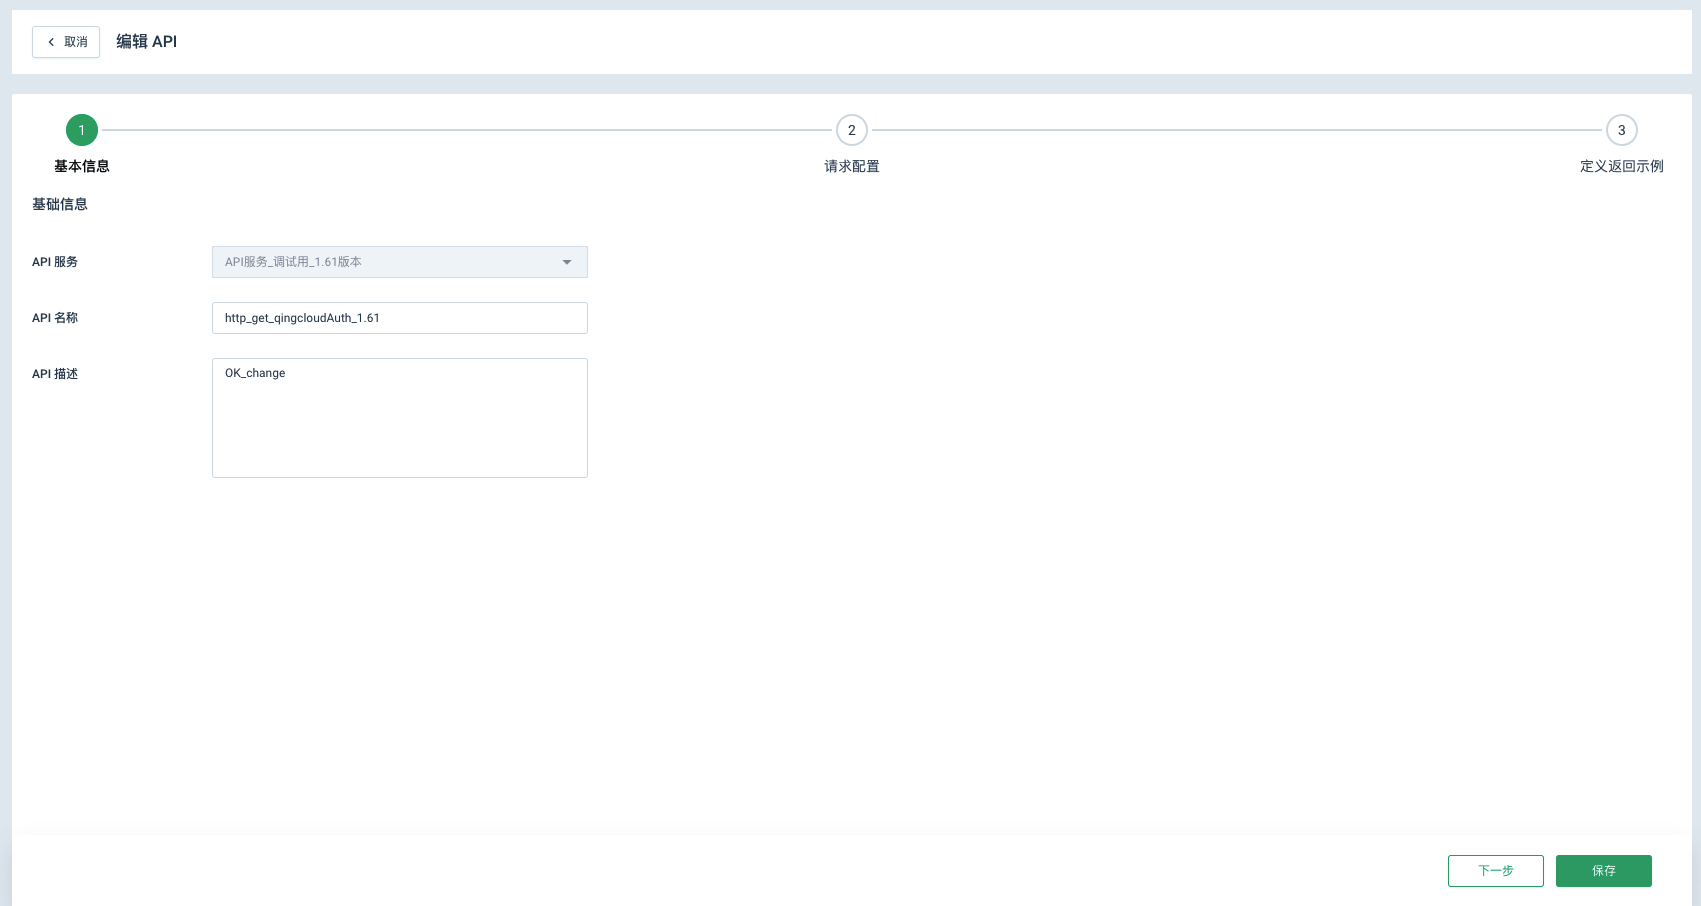 取消
编辑 API
1
2
3
基本信息
请求配置
定义返回示例
基础信息
API 服务
API服务_调试用_1.61版本
API 名称
http_get_qingcloudAuth_1.61
API 描述
OK_change
下一步
保存